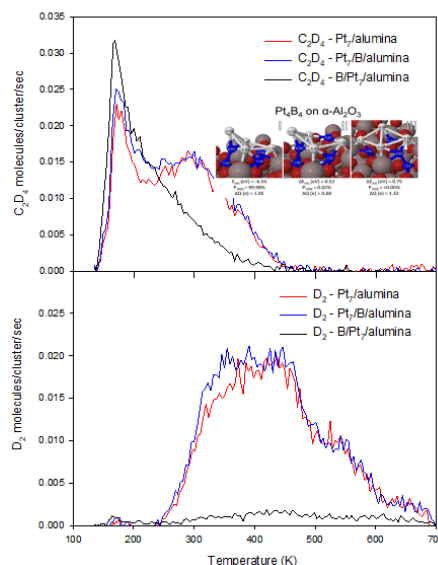 0.035
0.030
0.025
0.020
0.015
0.010
0.005
0.000
C2D4 molecules/cluster/sec
C2D4 - Pt7/alumina
C2D4 - Pt7/B/alumina
C2D4 - B/Pt7/alumina
Pt4B4 on α-Al2O3
I II III
0.025
0.020
0.015
0.010
0.005
0.000
D2 molecules/cluster/sec
D2 - Pt7/alumina
D2 - Pt7/B/alumina
D2 - B/Pt7/alumina
100 200 300 400 500 600 70
Temperature (K)